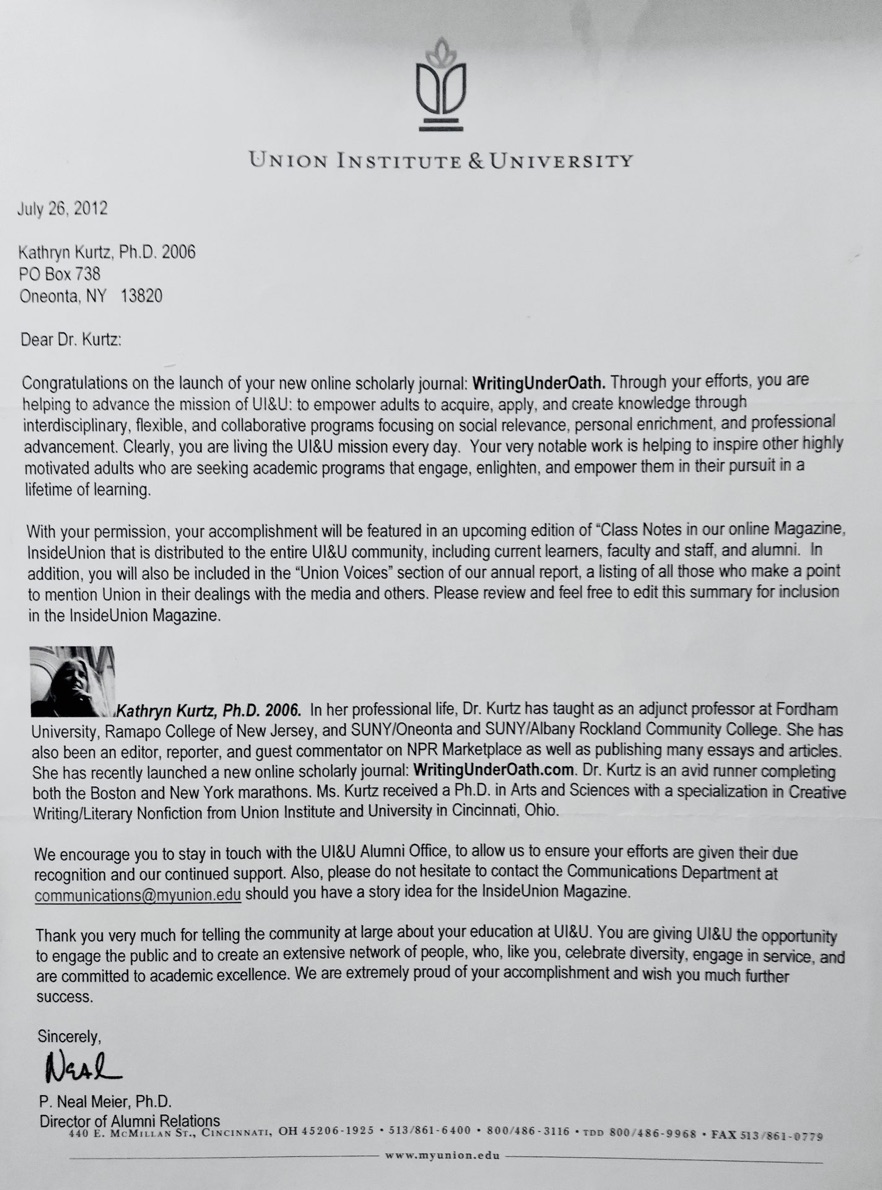 UNION INSTITUTE & UNIVERSITY
July 26, 2012
Kathryn Kurtz, Ph.D. 2006
PO Box 738
Oneonta, NY 13820
Dear Dr. Kurtz:
Congratulations on the launch of your new online scholarly journal: WritingUnderOath. Through your efforts, you are
helping to advance the mission of UI&U: to empower adults to acquire, apply, and create knowledge through
interdisciplinary, flexible, and collaborative programs focusing on social relevance, personal enrichment, and professional
advancement. Clearly, you are living the UI&U mission every day. Your very notable work is helping to inspire other highly
motivated adults who are seeking academic programs that engage, enlighten, and empower them in their pursuit in a
lifetime of learning.
With your permission, your accomplishment will be featured in an upcoming edition of “Class Notes in our online Magazine,
InsideUnion that is distributed to the entire UI&U community, including current learners, faculty and staff, and alumni. In
addition, you will also be included in the “Union Voices” section of our annual report, a listing of all those who make a point
to mention Union in their dealings with the media and others. Please review and feel free to edit this summary for inclusion
in the InsideUnion Magazine.
Kathryn Kurtz, Ph.D. 2006. In her professional life, Dr. Kurtz has taught as an adjunct professor at Fordham
University, Ramapo College of New Jersey, and SUNY/Oneonta and SUNY/Albany Rockland Community College. She has
also been an editor, reporter, and guest commentator on NPR Marketplace as well as publishing many essays and articles.
She has recently launched a new online scholarly journal: WritingUnderOath.com. Dr. Kurtz is an avid runner completing
both the Boston and New York marathons. Ms. Kurtz received a Ph.D. in Arts and Sciences with a specialization in Creative
Writing/Literary Nonfiction from Union Institute and University in Cincinnati, Ohio.
We encourage you to stay in touch with the UI&U Alumni Office, to allow us to ensure your efforts are given their due
recognition and our continued support. Also, please do not hesitate to contact the Communications Department at
communications@myunion.edu should you have a story idea for the InsideUnion Magazine.
Thank you very much for telling the community at large about your education at UI&U. You are giving UI&U the opportunity
to engage the public and to create an extensive network of people, who, like you, celebrate diversity, engage in service, and
are committed to academic excellence. We are extremely proud of your accomplishment and wish you much further
success.
Sincerely,
Neal
P. Neal Meier, Ph.D.
Director of Alumni Relations
440 E. MCMILLAN ST., CINCINNATI, OH 45206-1925 • 513/861-6400 • 800/486-3116 • TDD 800/486-9968 • FAX 513/861-0779
www.myunion.edu